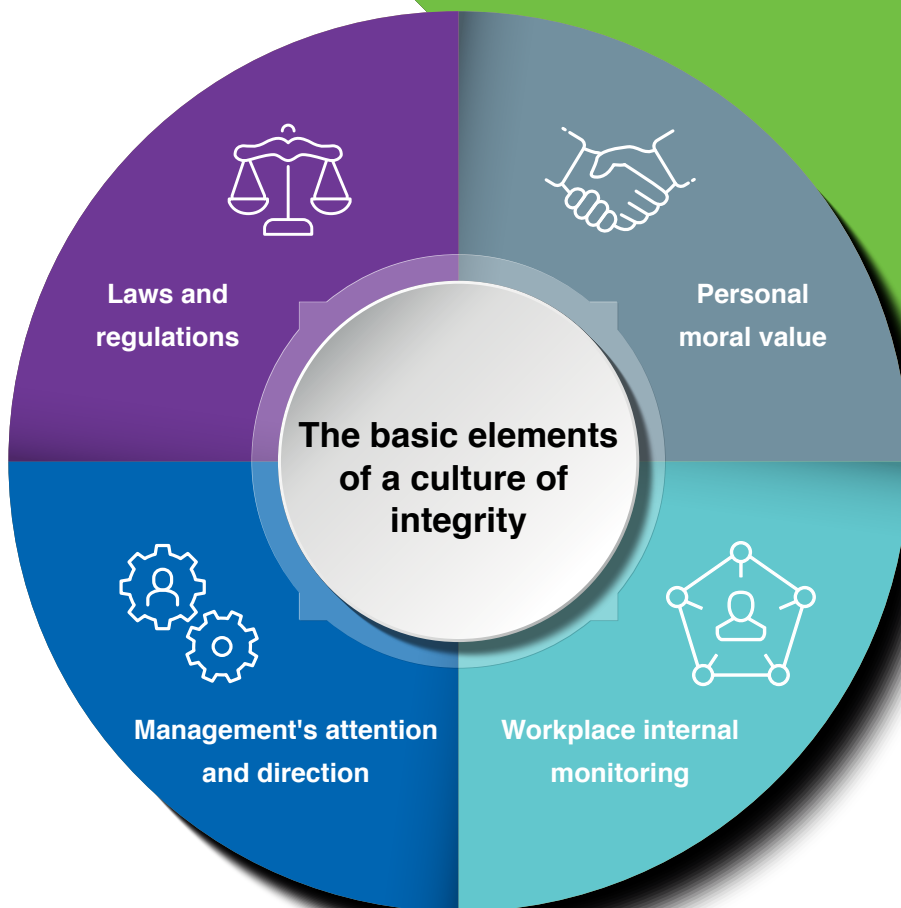 Laws and
regulations
Personal
moral value
The basic elements
of a culture of
integrity
Management's attention
and direction
Workplace internal
monitoring